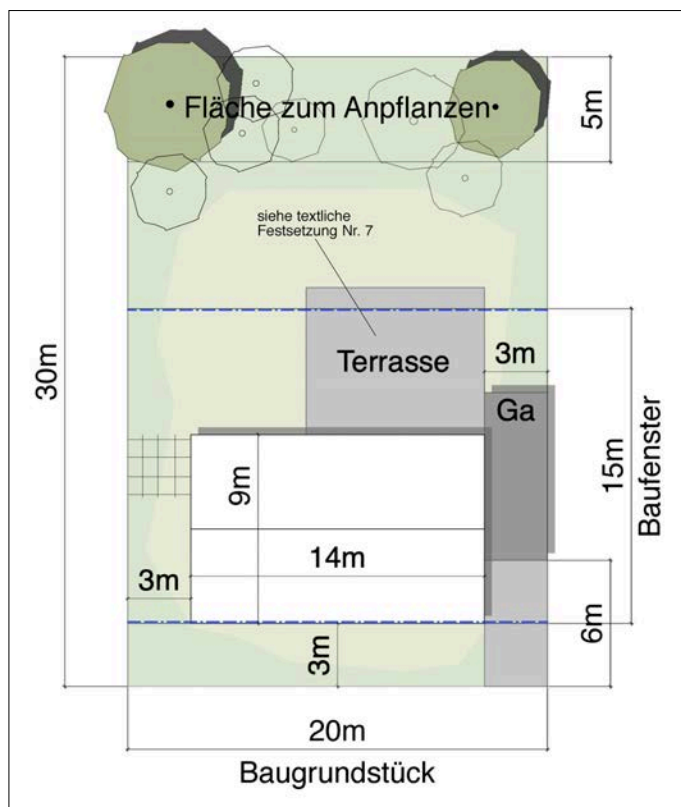 Fläche zum Anpflanzen
5m
siehe textliche
Festsetzung Nr. 7
30m
Terrasse
3m
Ga
15m
Baufenster
9m
14m
3m
6m
3m
20m
Baugrundstück